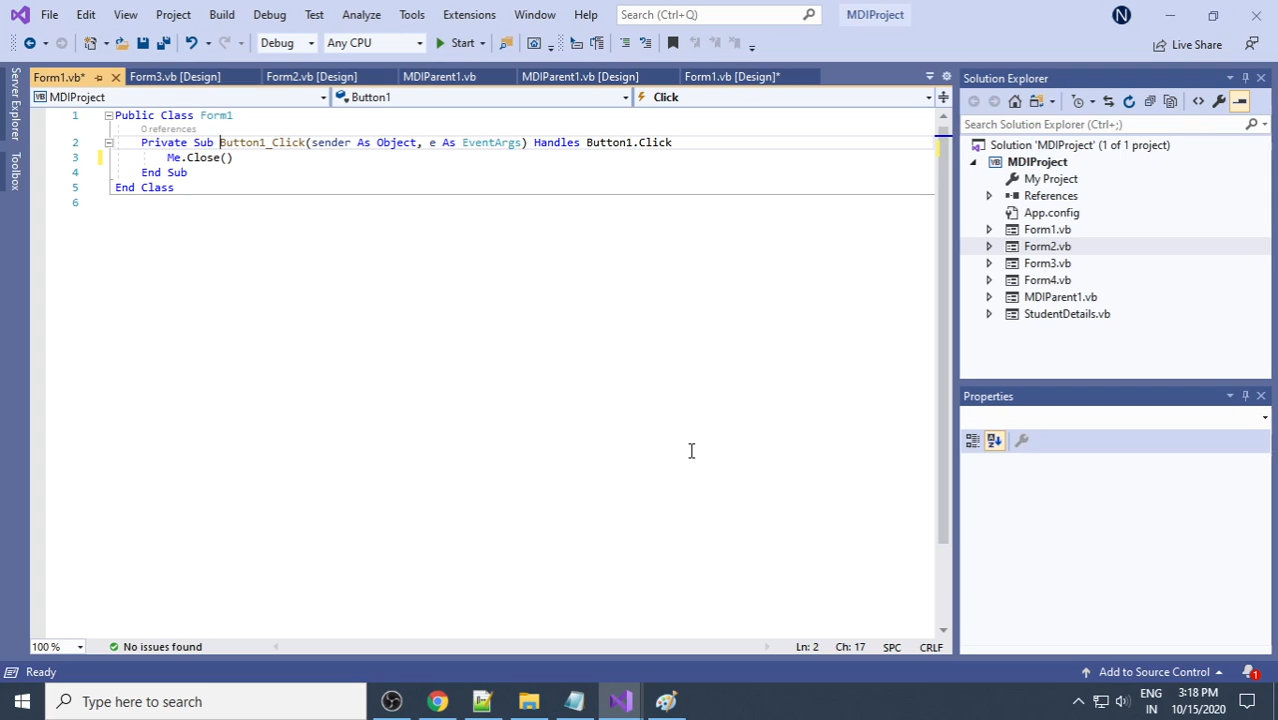 File Edit View Project Build Debug Test Analyze Tools Extensions Window Help Search (Ctrl+Q) MDIProject N
Debug Any CPU Start Live Share
Form1.vb* Form3.vb [Design] Form2.vb [Design] MDIParent1.vb MDIParent1.vb [Design] Form1.vb [Design]*
MDIProject Button1 Click
Server Explorer
Toolbox
1 Public Class Form1
0 references
2 Private Sub Button1_Click(sender As Object, e As EventArgs) Handles Button1.Click
3 Me.Close()
4 End Sub
5 End Class
6
100 % No issues found Ln: 2 Ch: 17 SPC CRLF
Solution Explorer
Search Solution Explorer (Ctrl+;)
Solution 'MDIProject' (1 of 1 project)
MDIProject
My Project
References
App.config
Form1.vb
Form2.vb
Form3.vb
Form4.vb
MDIParent1.vb
StudentDetails.vb
Properties
Ready Add to Source Control 1
Type here to search
ENG
IN
3:18 PM
10/15/2020